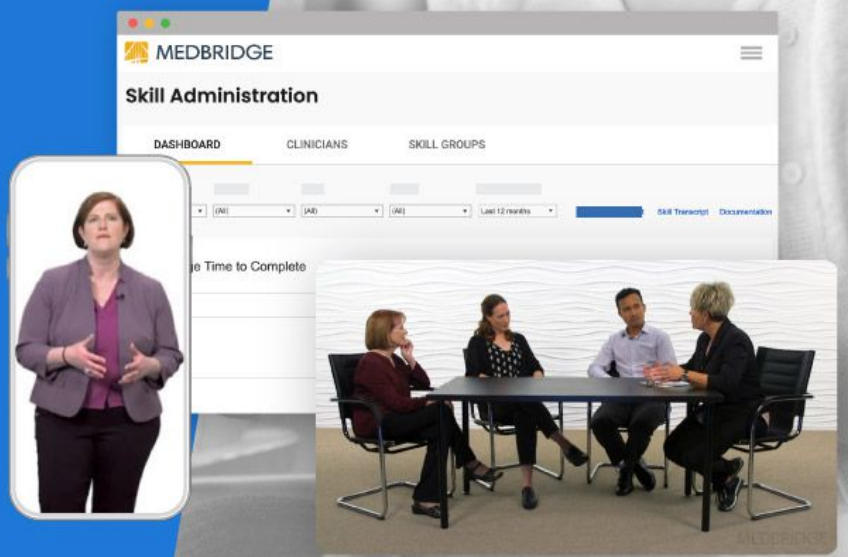 MEDBRIDGE
Skill Administration
DASHBOARD CLINICIANS SKILL GROUPS
(All) (All) (All) Last 12 months Skill Transcript Documentation
ge Time to Complete
MEDBRIDGE